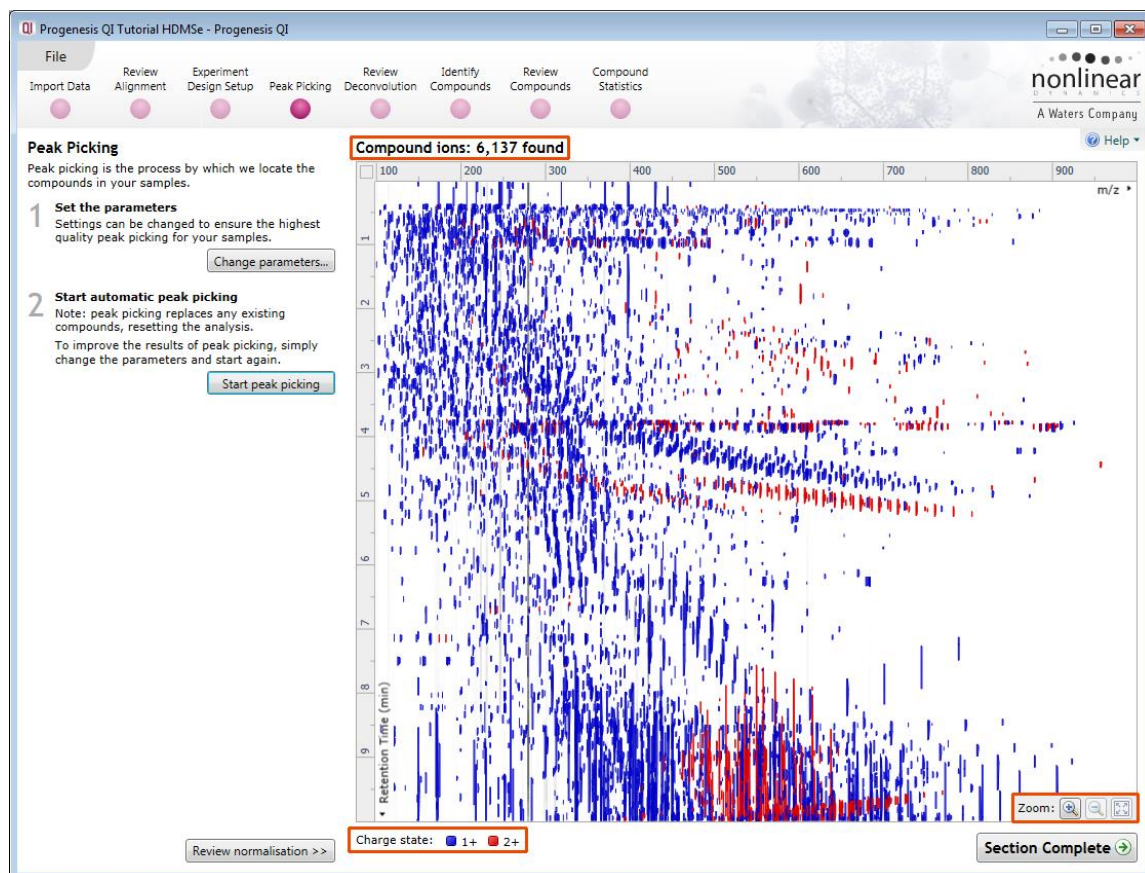 Progenesis QI Tutorial HDMSe - Progenesis QI
File
Import Data
Review Alignment
Experiment Design Setup
Peak Picking
Review Deconvolution
Identify Compounds
Review Compounds
Compound Statistics
nonlinear
DYNAMICS
A Waters Company
Help
Peak Picking
Peak picking is the process by which we locate the
compounds in your samples.
1 Set the parameters
Settings can be changed to ensure the highest
quality peak picking for your samples.
Change parameters...
2 Start automatic peak picking
Note: peak picking replaces any existing
compounds, resetting the analysis.
To improve the results of peak picking, simply
change the parameters and start again.
Start peak picking
Review normalisation >>
Compound ions: 6,137 found
100 200 300 400 500 600 700 800 900
m/z
1
2
3
4
5
6
7
8
9
Retention Time (min)
Zoom:
Charge state: 1+ 2+
Section Complete